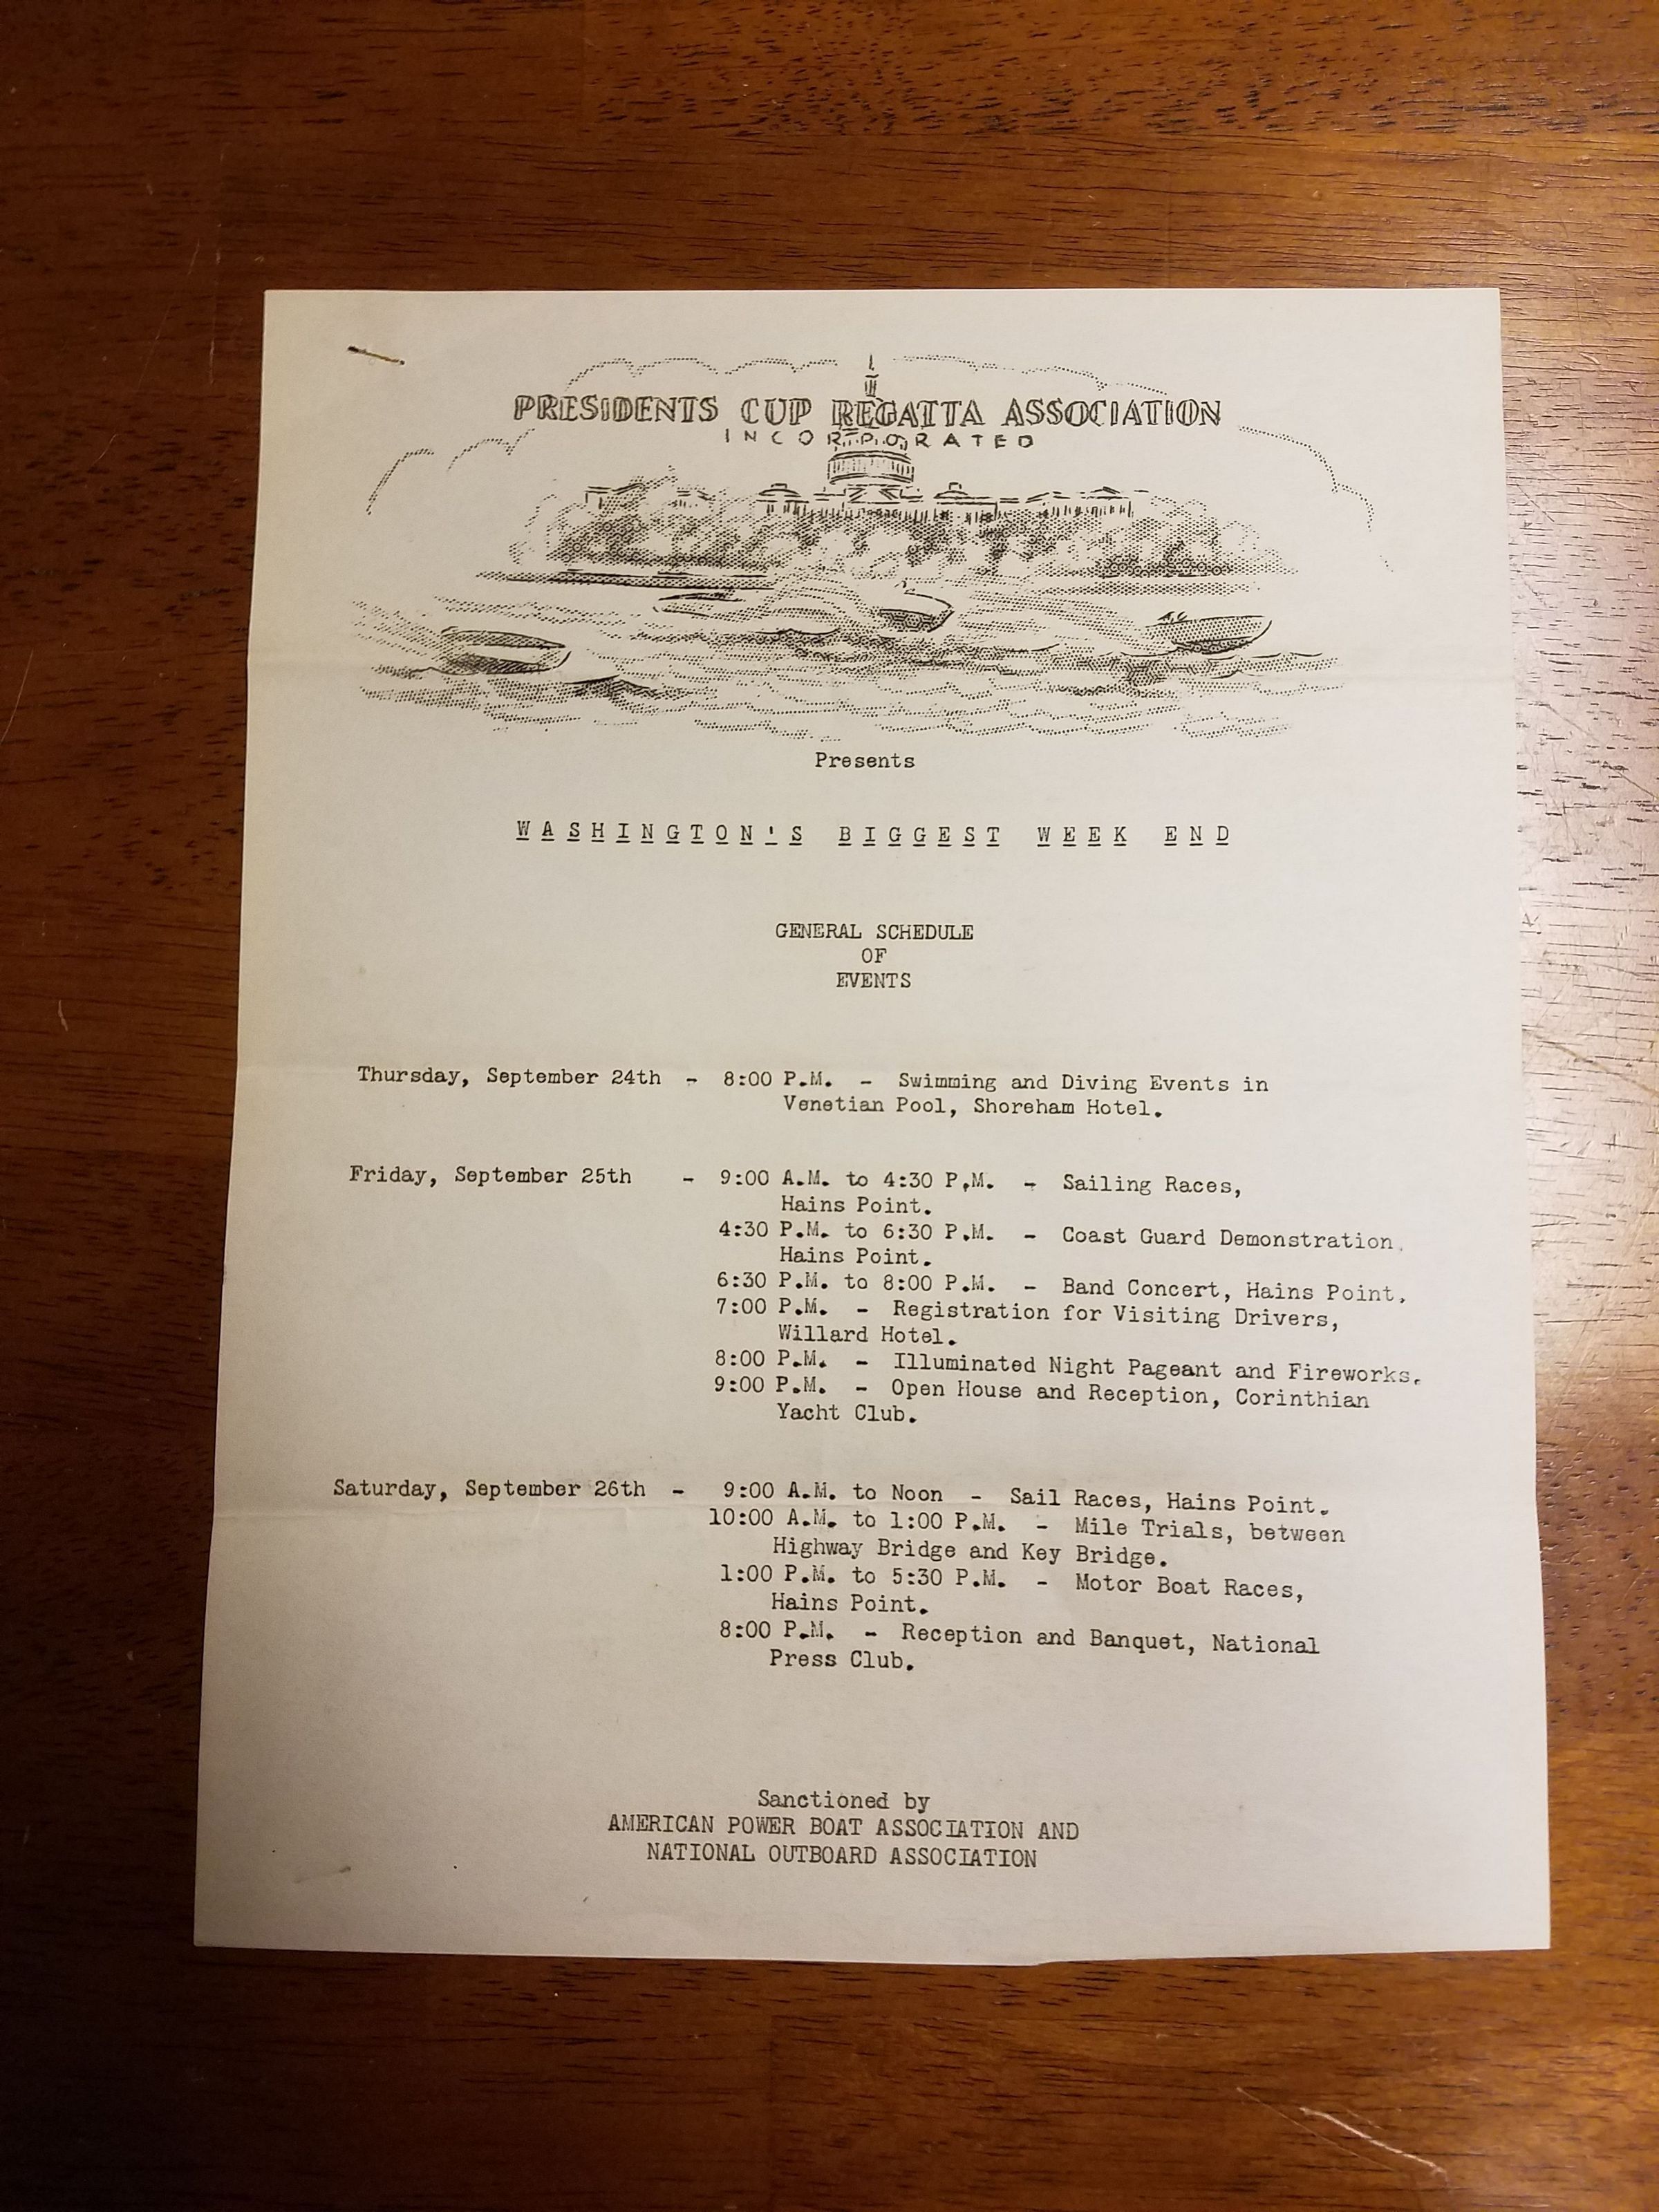 PRESIDENTS CUP REGATTA ASSOCIATION
INCORPORATED
Presents
WASHINGTON'S BIGGEST WEEK END
GENERAL SCHEDULE
OF
EVENTS
Thursday, September 24th - 8:00 P.M. - Swimming and Diving Events in
Venetian Pool, Shoreham Hotel.
Friday, September 25th - 9:00 A.M. to 4:30 P.M. - Sailing Races,
Hains Point.
4:30 P.M. to 6:30 P.M. - Coast Guard Demonstration,
Hains Point.
6:30 P.M. to 8:00 P.M. - Band Concert, Hains Point.
7:00 P.M. - Registration for Visiting Drivers,
Willard Hotel.
8:00 P.M. - Illuminated Night Pageant and Fireworks.
9:00 P.M. - Open House and Reception, Corinthian
Yacht Club.
Saturday, September 26th - 9:00 A.M. to Noon - Sail Races, Hains Point.
10:00 A.M. to 1:00 P.M. - Mile Trials, between
Highway Bridge and Key Bridge.
1:00 P.M. to 5:30 P.M. - Motor Boat Races,
Hains Point.
8:00 P.M. - Reception and Banquet, National
Press Club.
Sanctioned by
AMERICAN POWER BOAT ASSOCIATION AND
NATIONAL OUTBOARD ASSOCIATION